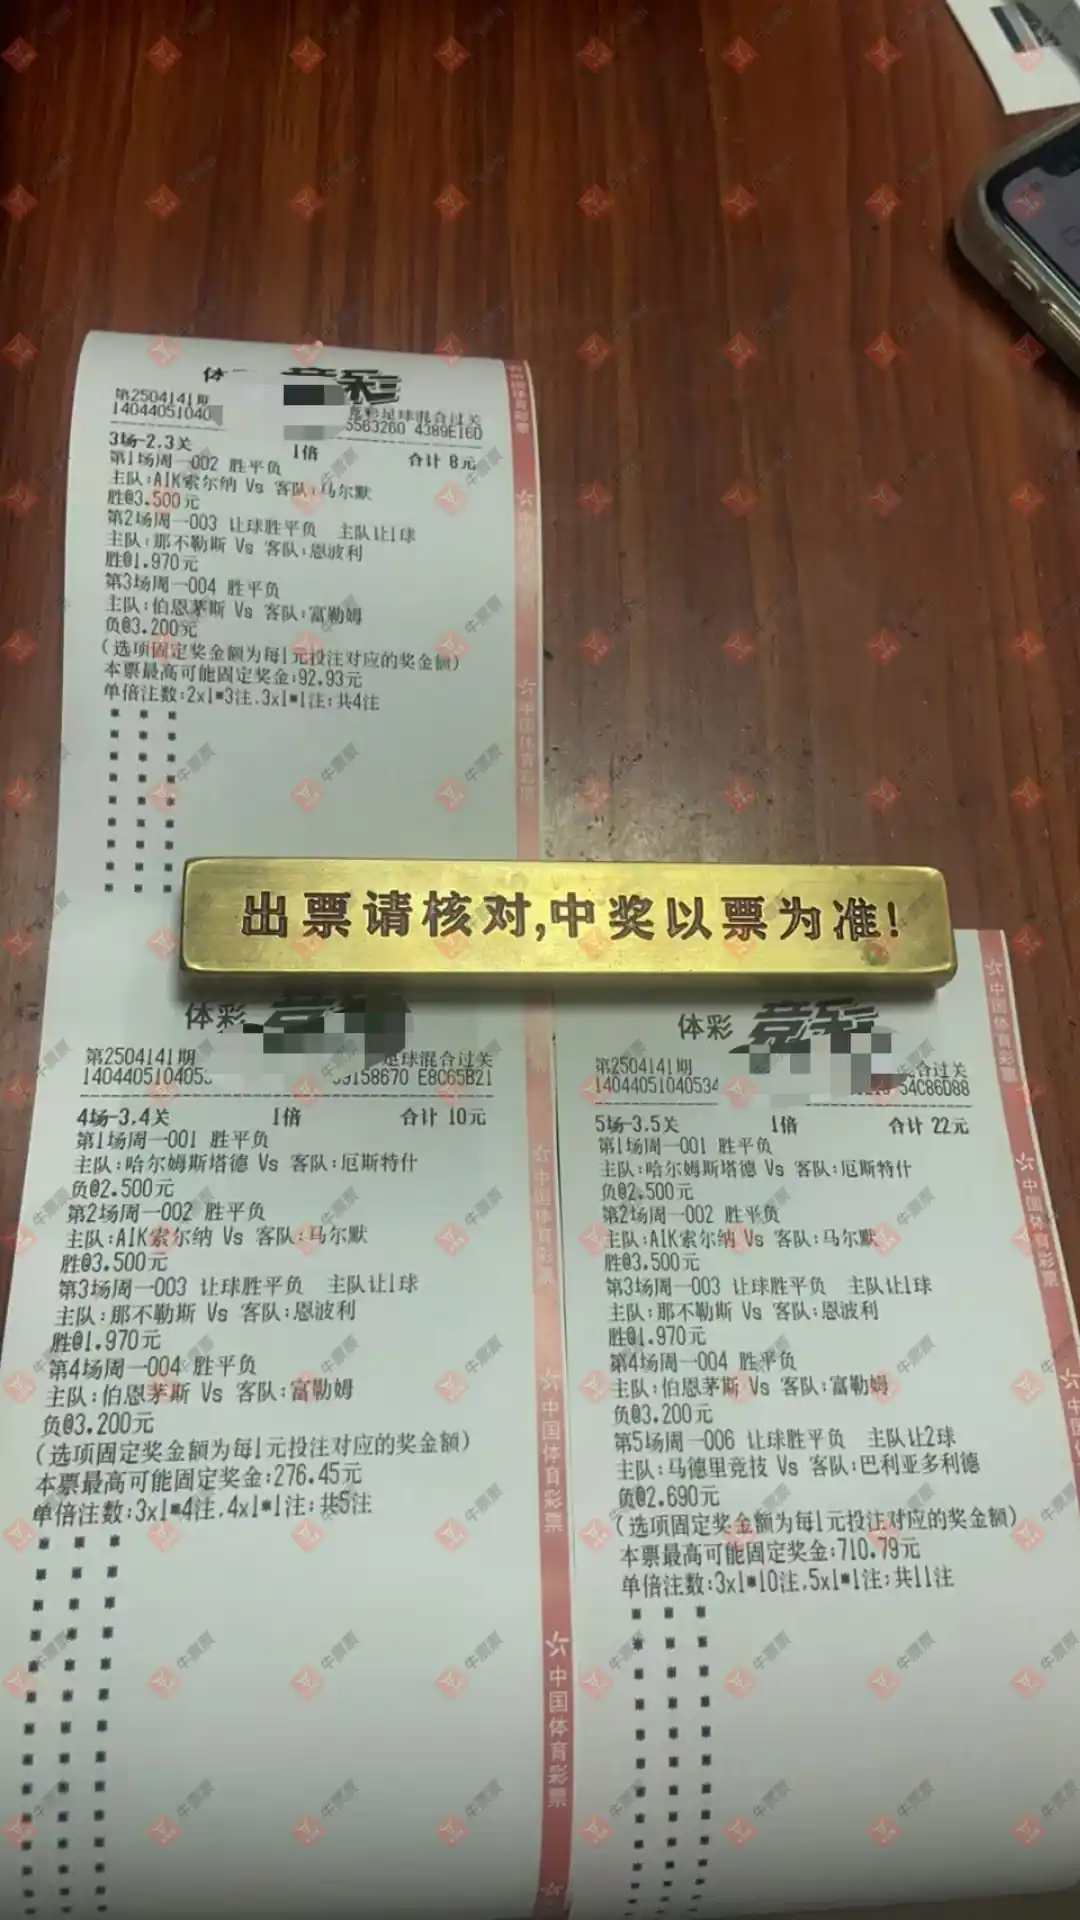 体
竞彩
第2504141期
竞彩足球混合过关
14044051040
5563260 4389E16D
3场-2.3关 1倍 合计 8元
第1场周一002 胜平负
主队:AIK索尔纳 Vs 客队:马尔默
胜@3.500元
第2场周一003 让球胜平负 主队让1球
主队:那不勒斯 Vs 客队:恩波利
胜@1.970元
第3场周一004 胜平负
主队:伯恩茅斯 Vs 客队:富勒姆
负@3.200元
(选项固定奖金额为每1元投注对应的奖金额)
本票最高可能固定奖金:92.93元
单倍注数:2x1*3注,3x1*1注;共4注
出票请核对,中奖以票为准!
体彩
第2504141期 足球混合过关
140440510405 59158670 E8C65B21
4场-3.4关 1倍 合计 10元
第1场周一001 胜平负
主队:哈尔姆斯塔德 Vs 客队:厄斯特什
负@2.500元
第2场周一002 胜平负
主队:AIK索尔纳 Vs 客队:马尔默
胜@3.500元
第3场周一003 让球胜平负 主队让1球
主队:那不勒斯 Vs 客队:恩波利
胜@1.970元
第4场周一004 胜平负
主队:伯恩茅斯 Vs 客队:富勒姆
负@3.200元
(选项固定奖金额为每1元投注对应的奖金额)
本票最高可能固定奖金:276.45元
单倍注数:3x1*4注,4x1*1注;共5注
体彩 竞彩
第2504141期 混合过关
14044051040534 54C86D88
5场-3.5关 1倍 合计 22元
第1场周一001 胜平负
主队:哈尔姆斯塔德 Vs 客队:厄斯特什
负@2.500元
第2场周一002 胜平负
主队:AIK索尔纳 Vs 客队:马尔默
胜@3.500元
第3场周一003 让球胜平负 主队让1球
主队:那不勒斯 Vs 客队:恩波利
胜@1.970元
第4场周一004 胜平负
主队:伯恩茅斯 Vs 客队:富勒姆
负@3.200元
第5场周一006 让球胜平负 主队让2球
主队:马德里竞技 Vs 客队:巴利亚多利德
负@2.690元
(选项固定奖金额为每1元投注对应的奖金额)
本票最高可能固定奖金:710.79元
单倍注数:3x1*10注,5x1*1注;共11注
中国体育彩票
中国体育彩票
中国体育彩票
中国体育彩票
牛票票